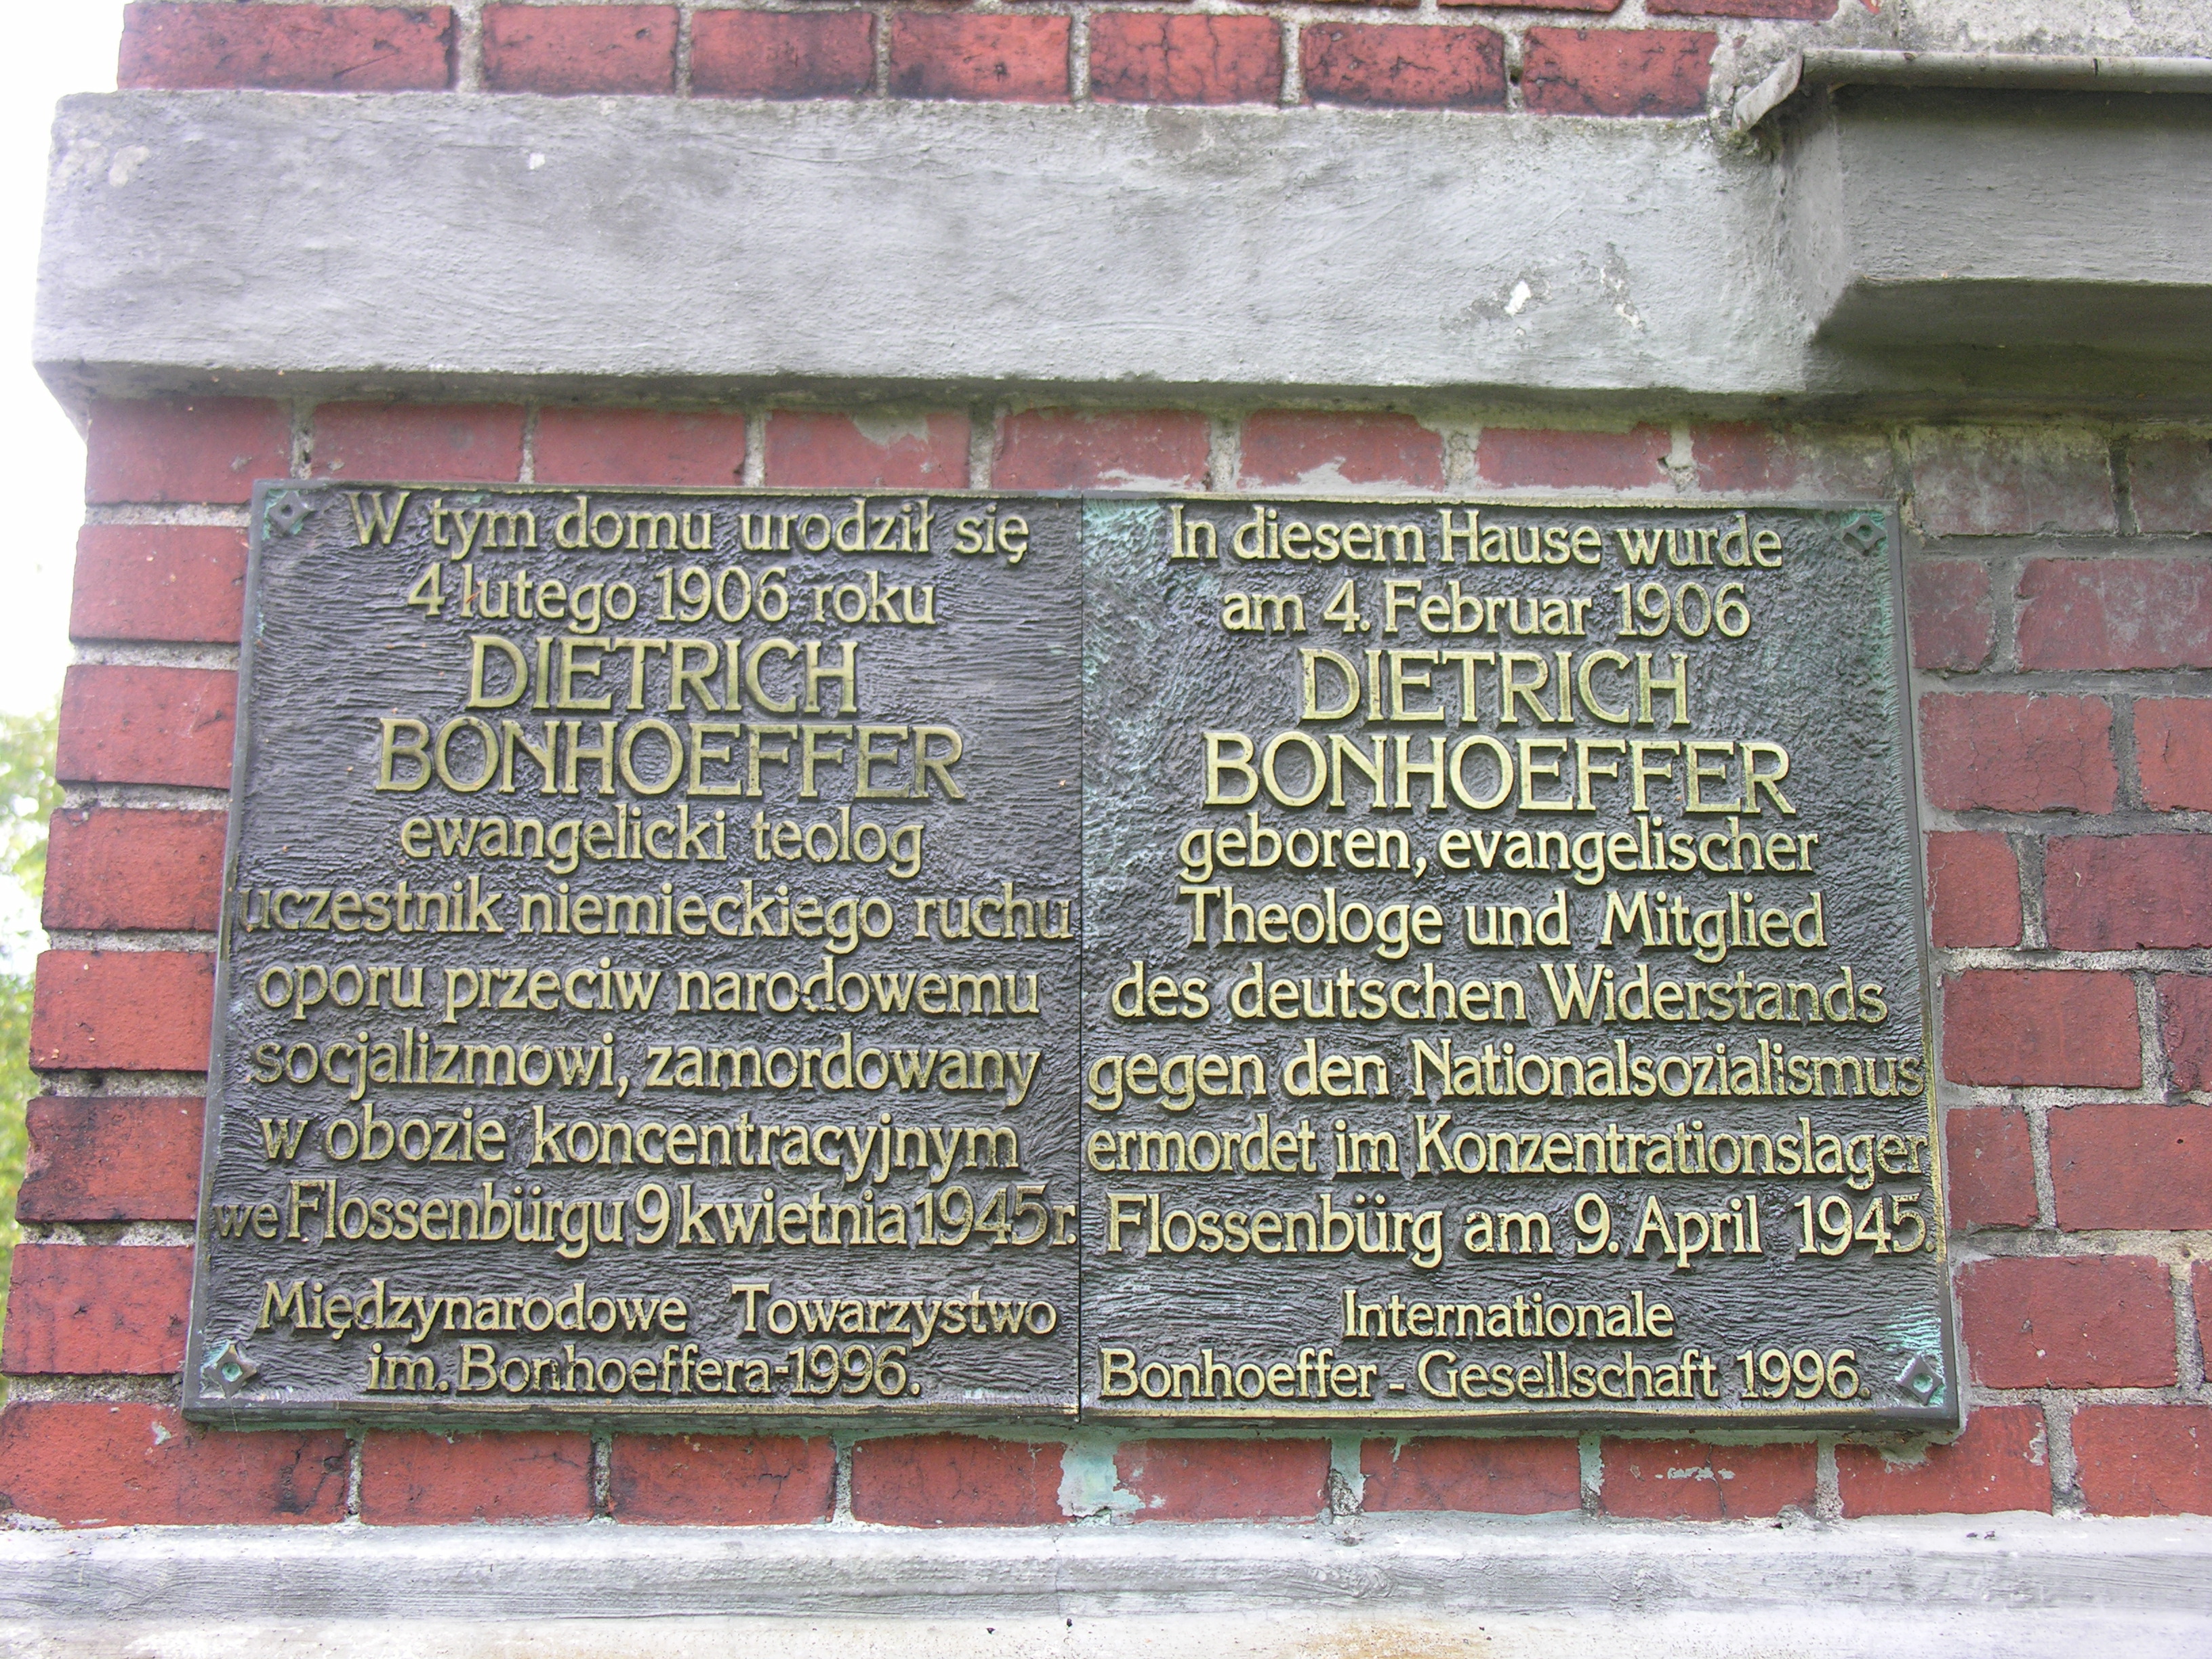 W tym domu urodził się
4 lutego 1906 roku
DIETRICH
BONHOEFFER
ewangelicki teolog
uczestnik niemieckiego ruchu
oporu przeciw narodowemu
socjalizmowi, zamordowany
w obozie koncentracyjnym
we Flossenbürgu 9 kwietnia 1945 r.
Międzynarodowe Towarzystwo
im. Bonhoeffera-1996.
In diesem Hause wurde
am 4. Februar 1906
DIETRICH
BONHOEFFER
geboren, evangelischer
Theologe und Mitglied
des deutschen Widerstands
gegen den Nationalsozialismus
ermordet im Konzentrationslager
Flossenbürg am 9. April 1945.
Internationale
Bonhoeffer - Gesellschaft 1996.